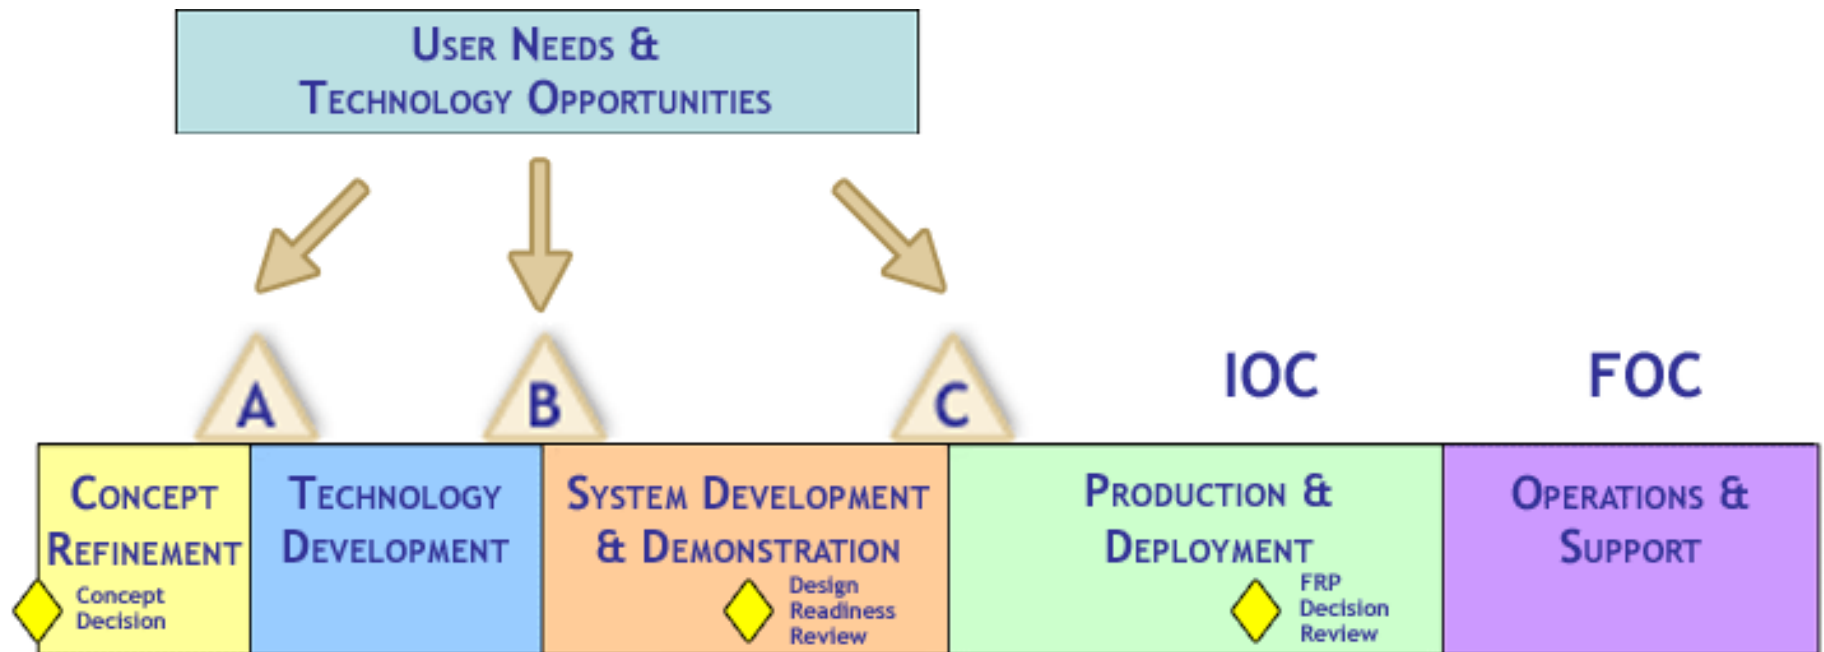 USER NEEDS &
TECHNOLOGY OPPORTUNITIES
A
B
C
IOC
FOC
CONCEPT
REFINEMENT
Concept
Decision
TECHNOLOGY
DEVELOPMENT
SYSTEM DEVELOPMENT
& DEMONSTRATION
Design
Readiness
Review
PRODUCTION &
DEPLOYMENT
FRP
Decision
Review
OPERATIONS &
SUPPORT